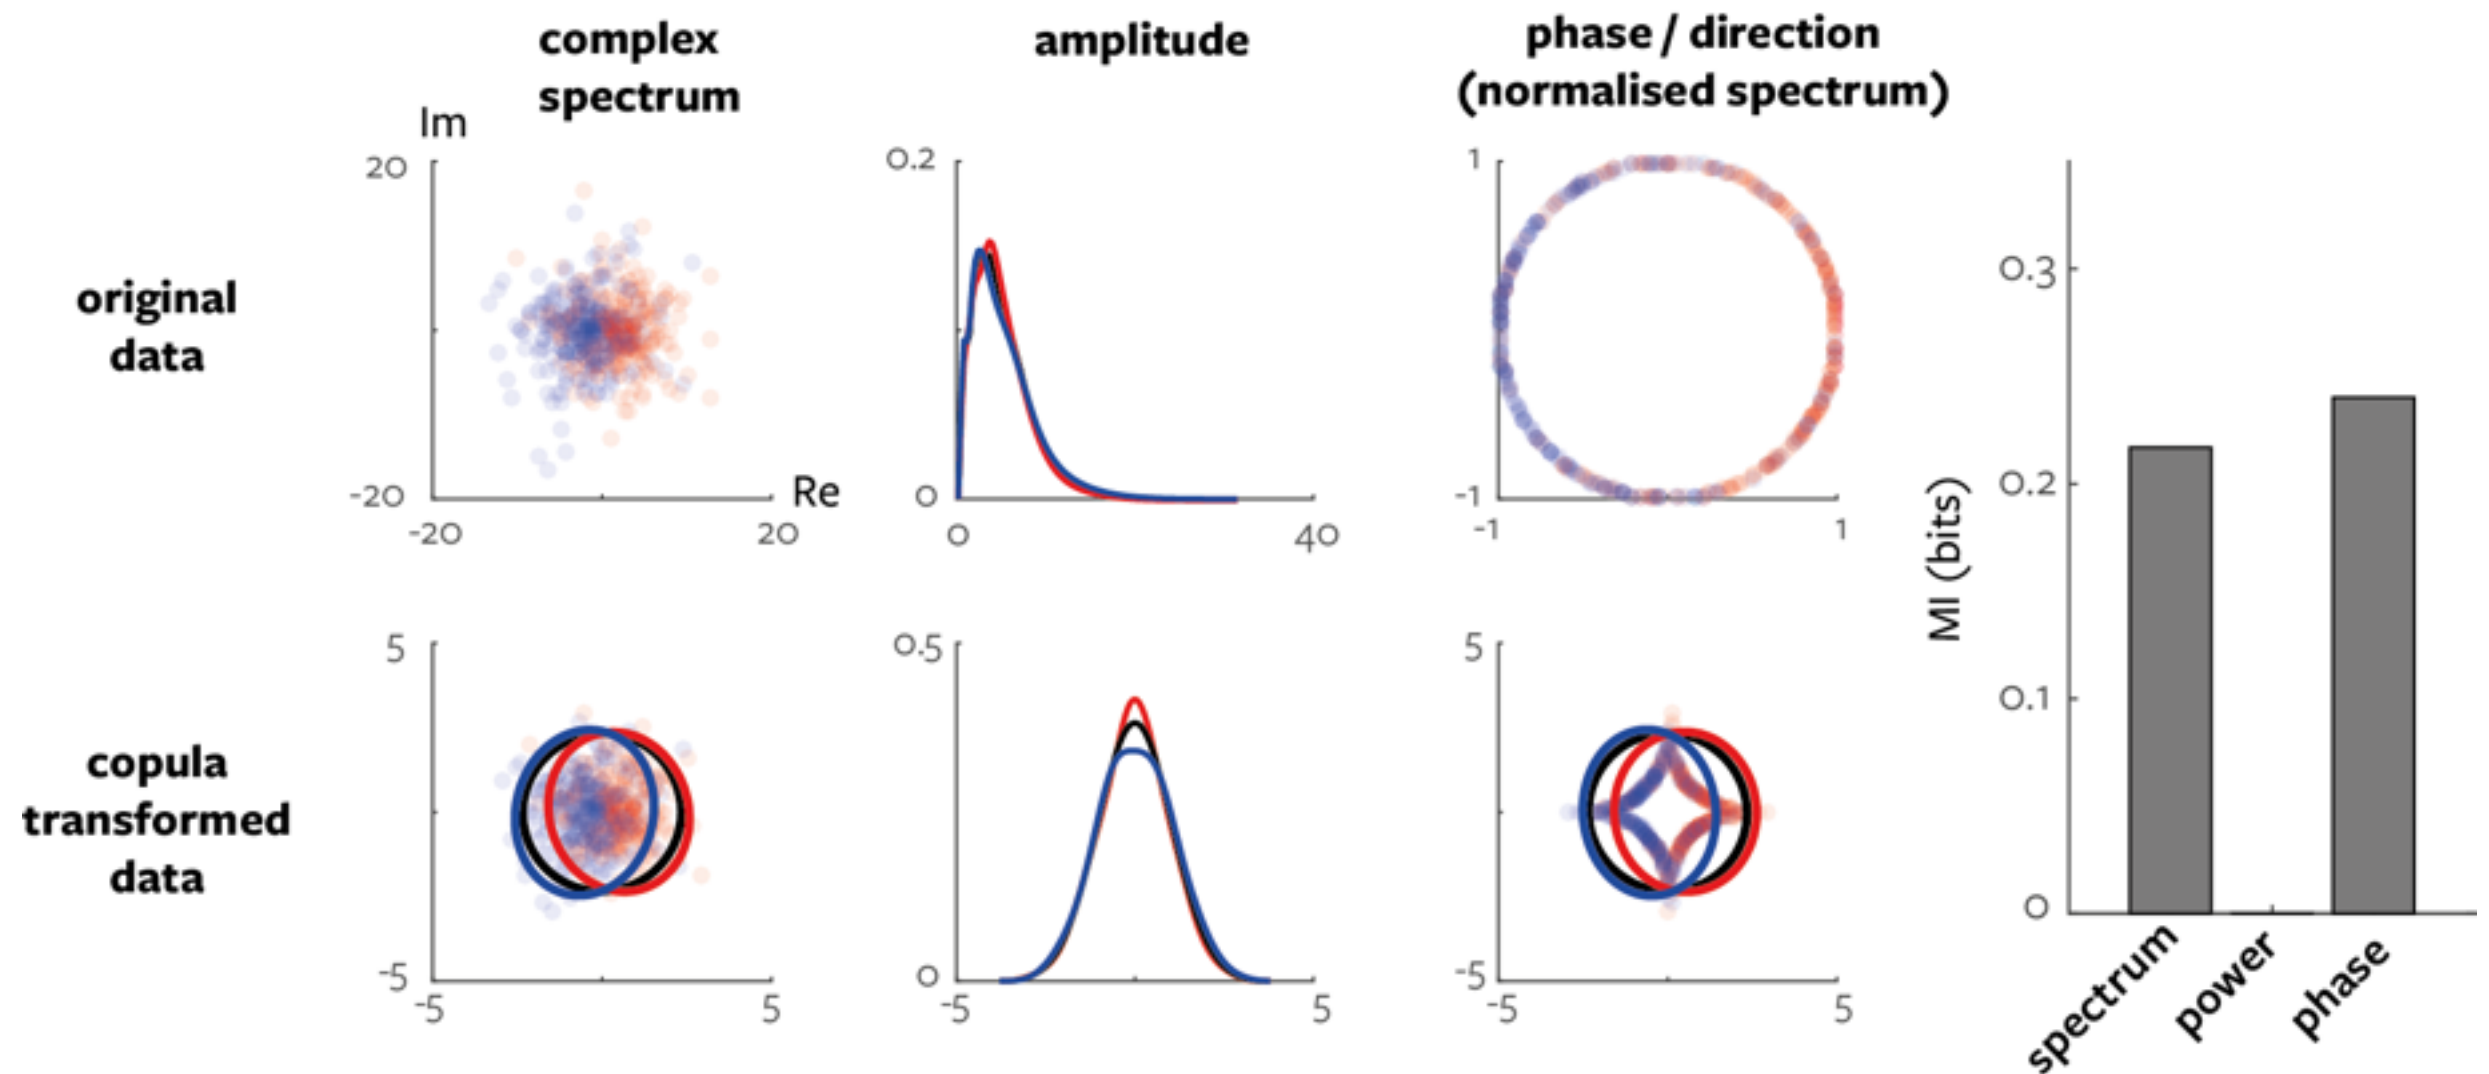 complex
spectrum
amplitude
phase / direction
(normalised spectrum)
original
data
Im
20
-20
-20
20
Re
0.2
0
0
40
1
-1
-1
1
copula
transformed
data
5
-5
-5
5
0.5
0
-5
5
5
-5
-5
5
MI (bits)
0.3
0.2
0.1
0
spectrum
power
phase